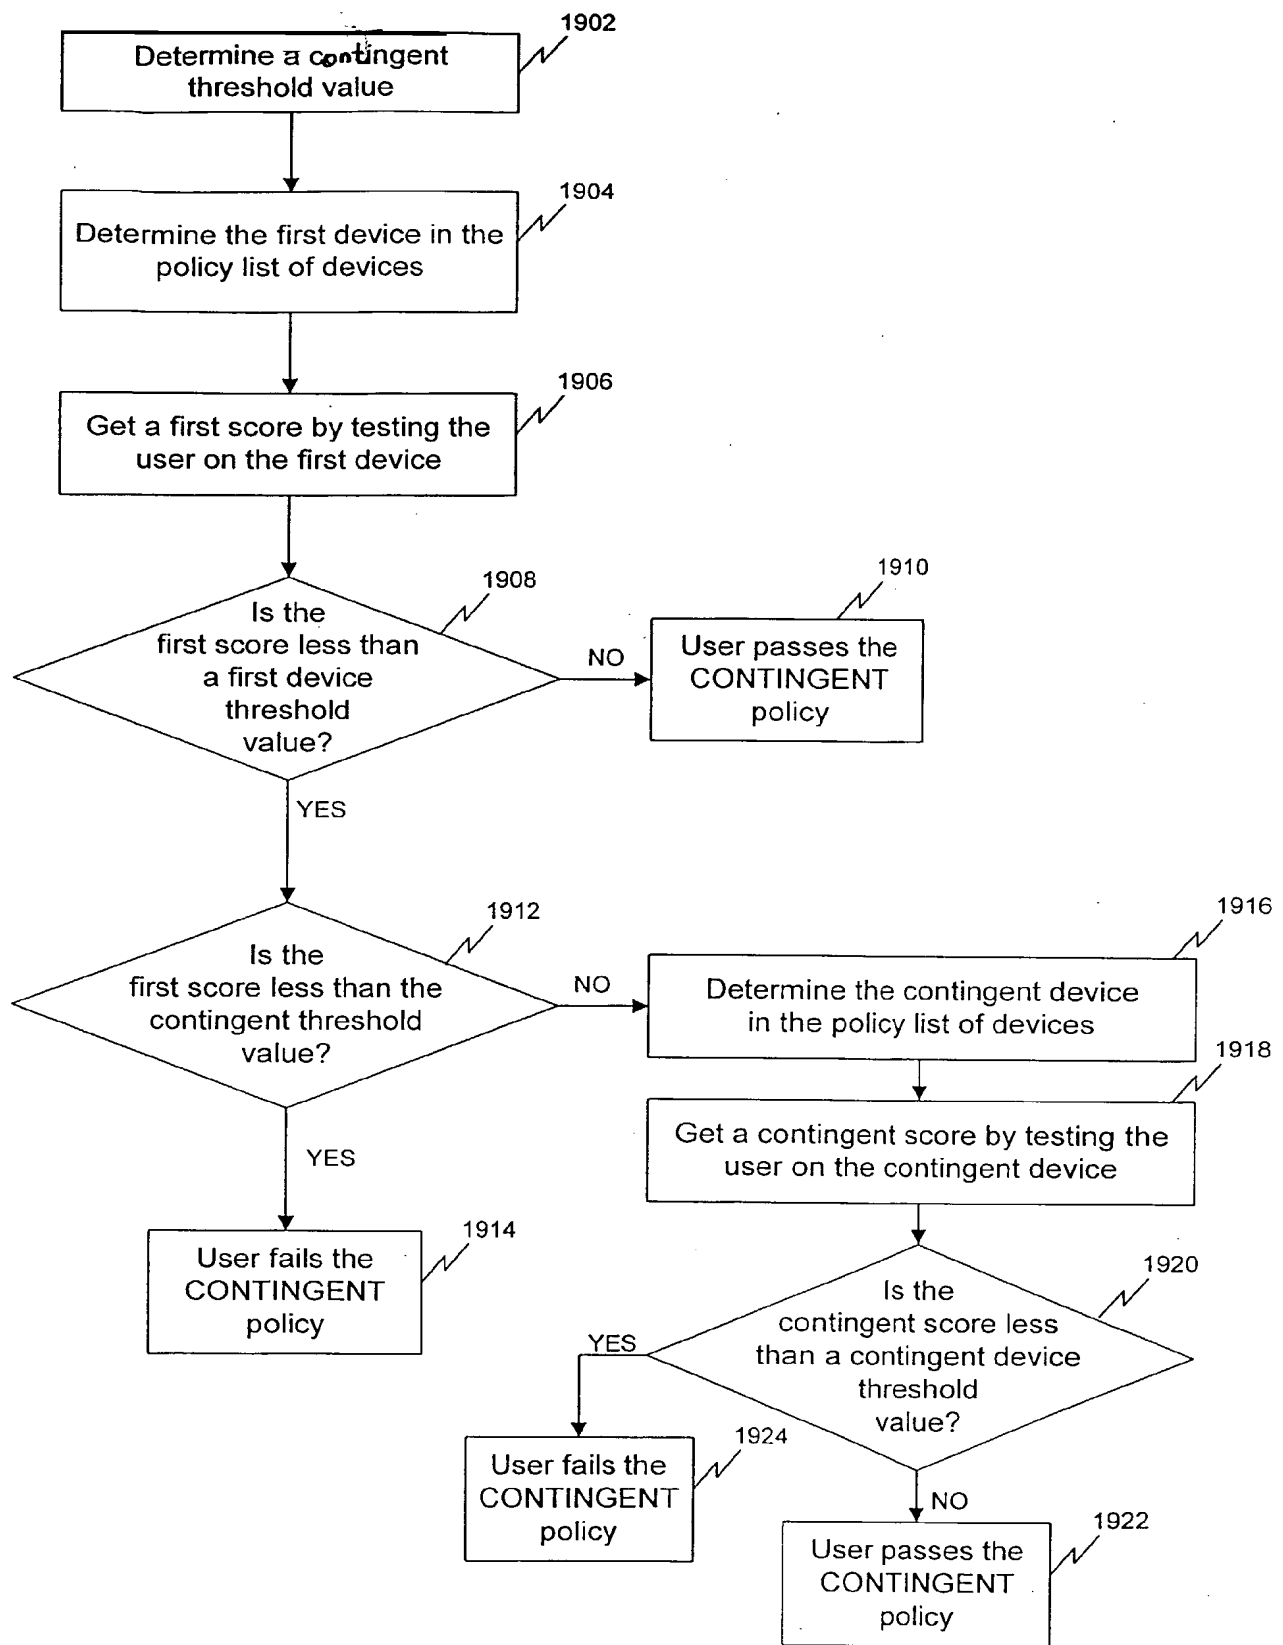 1902
Determine a contingent
threshold value
1904
Determine the first device in the
policy list of devices
1906
Get a first score by testing the
user on the first device
1908
Is the
first score less than
a first device
threshold
value?
NO
1910
User passes the
CONTINGENT
policy
YES
1912
Is the
first score less than the
contingent threshold
value?
NO
1916
Determine the contingent device
in the policy list of devices
1918
Get a contingent score by testing the
user on the contingent device
YES
1914
User fails the
CONTINGENT
policy
1920
Is the
contingent score less
than a contingent device
threshold
value?
YES
1924
User fails the
CONTINGENT
policy
NO
1922
User passes the
CONTINGENT
policy